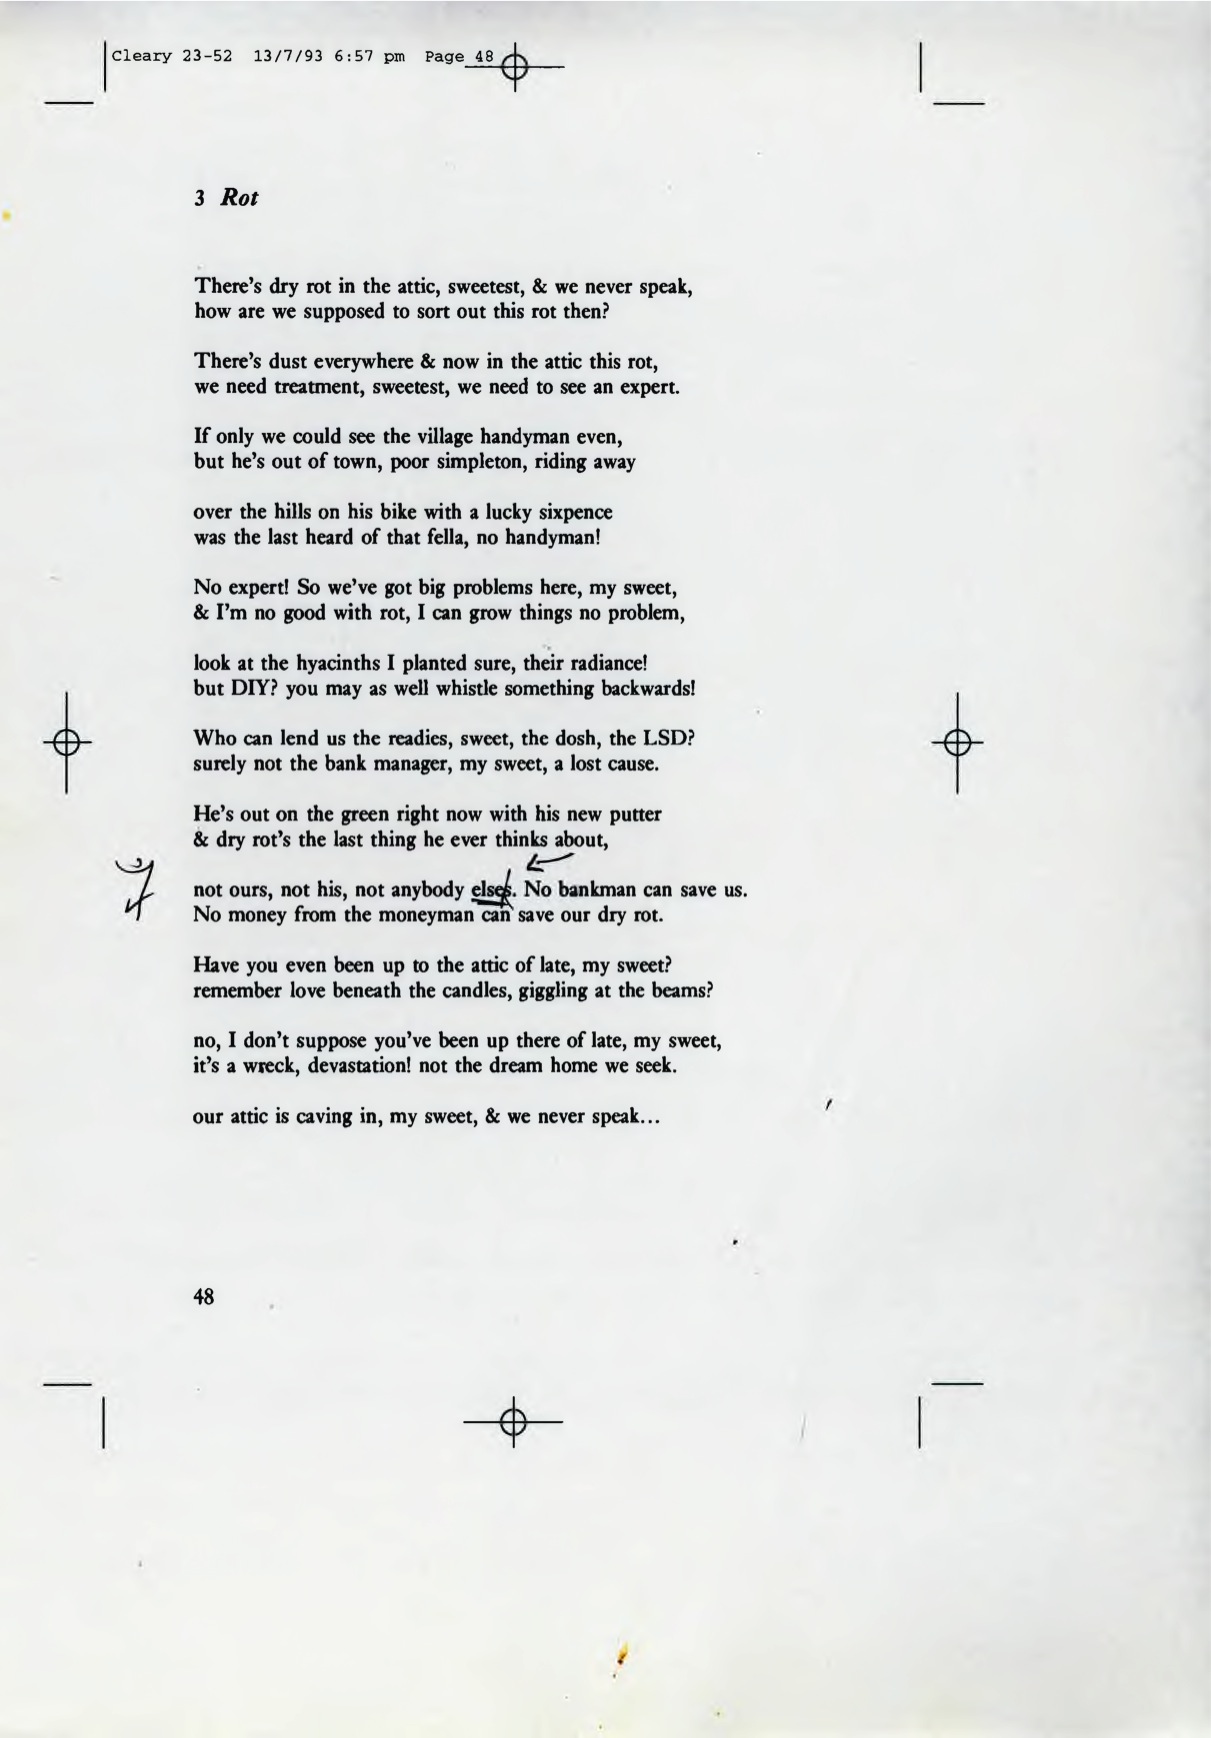 Cleary 23-52 13/7/93 6:57 pm Page 48
3 Rot
There's dry rot in the attic, sweetest, & we never speak,
how are we supposed to sort out this rot then?
There's dust everywhere & now in the attic this rot,
we need treatment, sweetest, we need to see an expert.
If only we could see the village handyman even,
but he's out of town, poor simpleton, riding away
over the hills on his bike with a lucky sixpence
was the last heard of that fella, no handyman!
No expert! So we've got big problems here, my sweet,
& I'm no good with rot, I can grow things no problem,
look at the hyacinths I planted sure, their radiance!
but DIY? you may as well whistle something backwards!
Who can lend us the readies, sweet, the dosh, the LSD?
surely not the bank manager, my sweet, a lost cause.
He's out on the green right now with his new putter
& dry rot's the last thing he ever thinks about,
not ours, not his, not anybody elses. No bankman can save us.
No money from the moneyman can save our dry rot.
Have you even been up to the attic of late, my sweet?
remember love beneath the candles, giggling at the beams?
no, I don't suppose you've been up there of late, my sweet,
it's a wreck, devastation! not the dream home we seek.
our attic is caving in, my sweet, & we never speak...
48